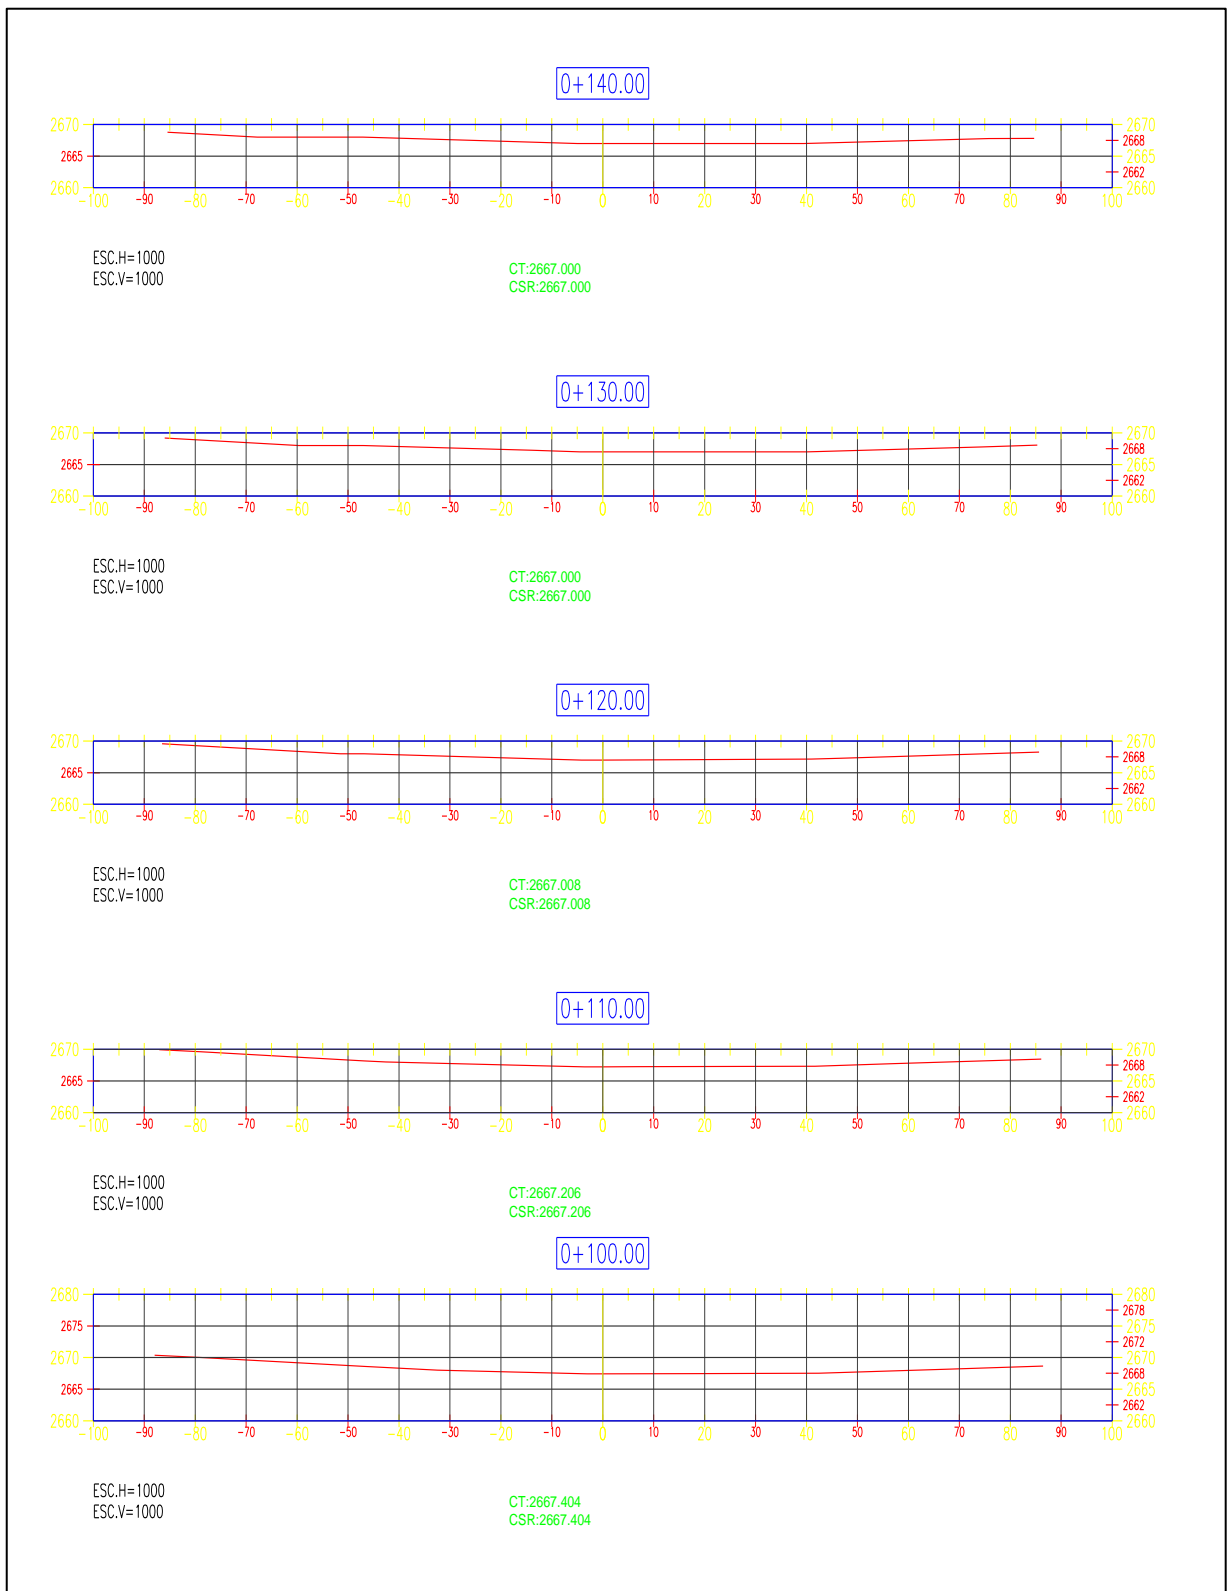 0+140.00
2670 2670
2668
2665 2665
2662
2660 2660
-100 -90 -80 -70 -60 -50 -40 -30 -20 -10 0 10 20 30 40 50 60 70 80 90 100
ESC.H=1000
ESC.V=1000
CT:2667.000
CSR:2667.000
0+130.00
2670 2670
2668
2665 2665
2662
2660 2660
-100 -90 -80 -70 -60 -50 -40 -30 -20 -10 0 10 20 30 40 50 60 70 80 90 100
ESC.H=1000
ESC.V=1000
CT:2667.000
CSR:2667.000
0+120.00
2670 2670
2668
2665 2665
2662
2660 2660
-100 -90 -80 -70 -60 -50 -40 -30 -20 -10 0 10 20 30 40 50 60 70 80 90 100
ESC.H=1000
ESC.V=1000
CT:2667.008
CSR:2667.008
0+110.00
2670 2670
2668
2665 2665
2662
2660 2660
-100 -90 -80 -70 -60 -50 -40 -30 -20 -10 0 10 20 30 40 50 60 70 80 90 100
ESC.H=1000
ESC.V=1000
CT:2667.206
CSR:2667.206
0+100.00
2680 2680
2678
2675 2675
2672
2670 2670
2668
2665 2665
2662
2660 2660
-100 -90 -80 -70 -60 -50 -40 -30 -20 -10 0 10 20 30 40 50 60 70 80 90 100
ESC.H=1000
ESC.V=1000
CT:2667.404
CSR:2667.404